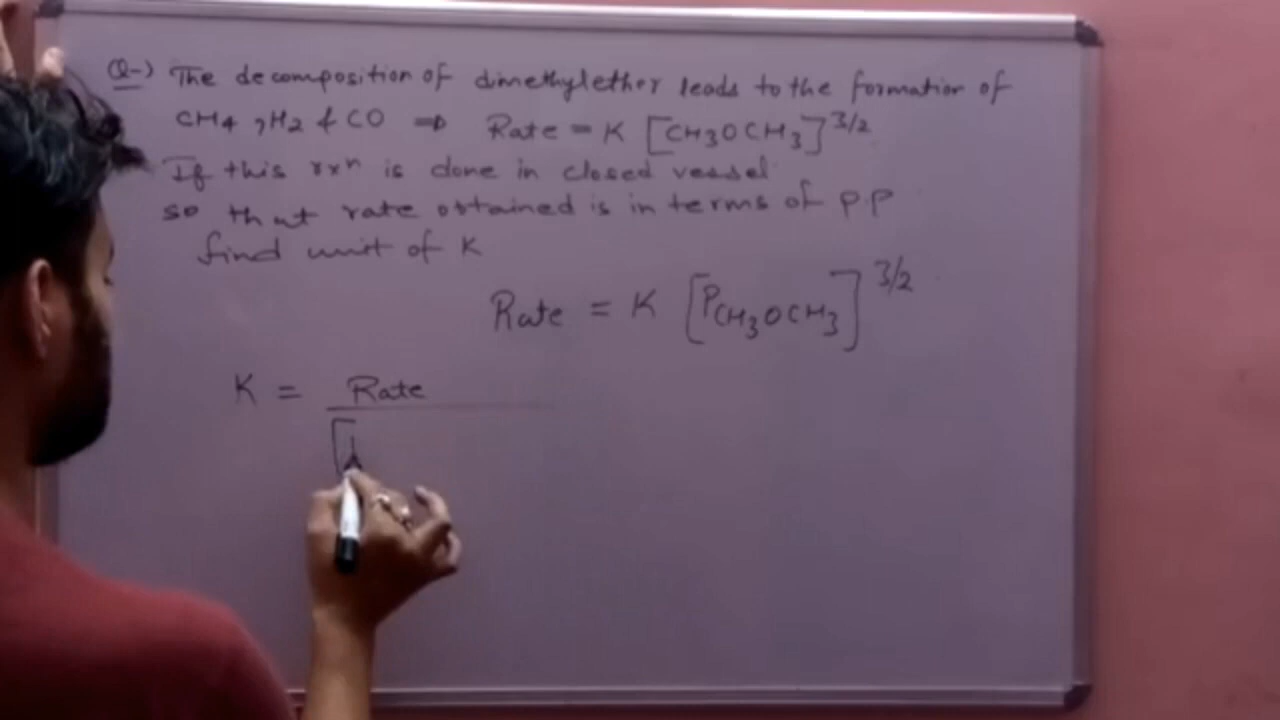 Q-) The decomposition of dimethylether leads to the formation of
CH4, H2 & CO ⇒ Rate = K [CH3OCH3]^3/2
If this rxn is done in closed vessel
so that rate obtained is in terms of p.p
find unit of K
Rate = K [P_CH3OCH3]^3/2
K = Rate
[